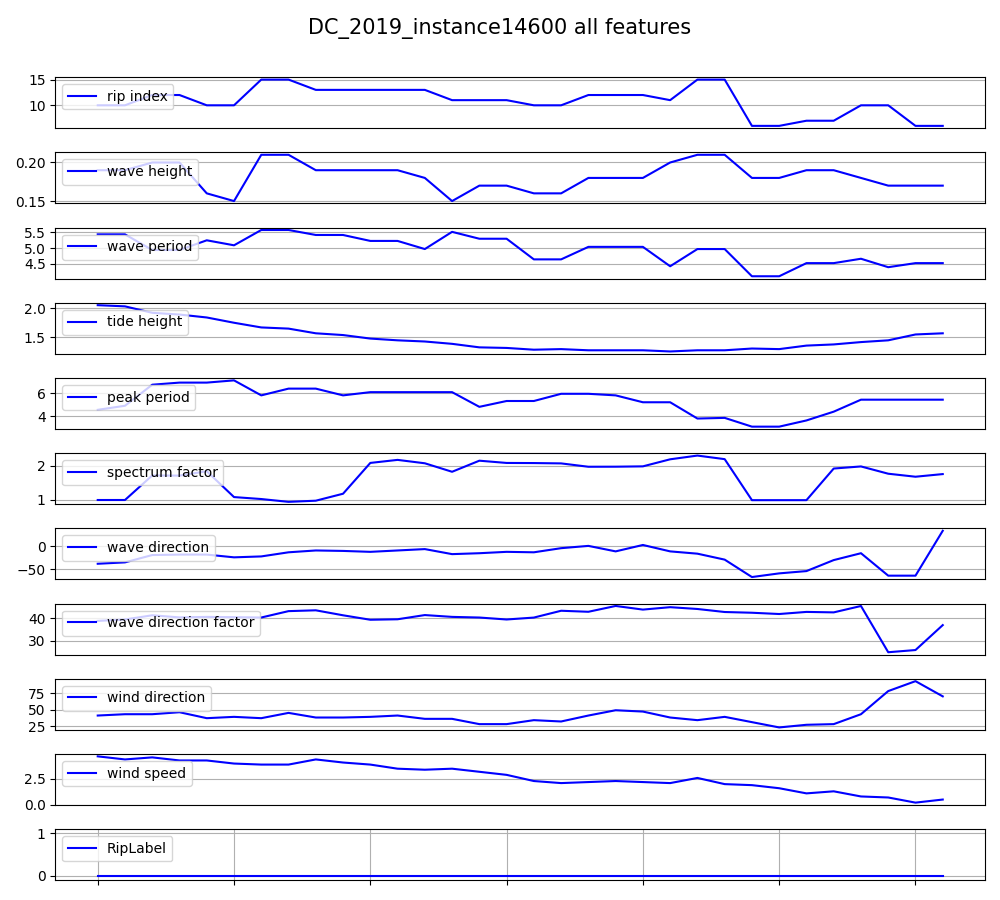 DC_2019_instance14600 all features
15
10
rip index
0.20
0.15
wave height
5.5
5.0
4.5
wave period
2.0
1.5
tide height
6
4
peak period
2
1
spectrum factor
0
−50
wave direction
40
30
wave direction factor
75
50
25
wind direction
2.5
0.0
wind speed
1
0
RipLabel